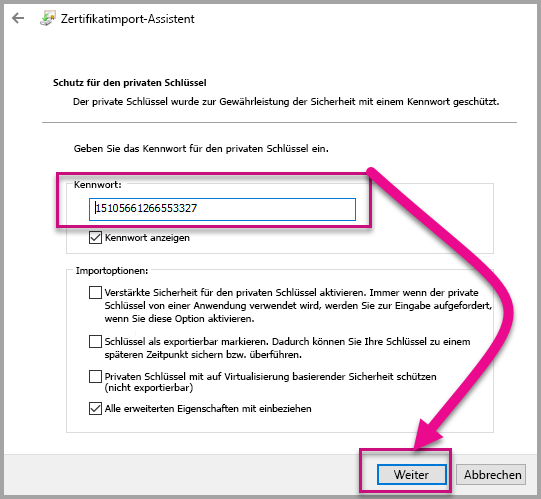 Zertifikatimport-Assistent
Schutz für den privaten Schlüssel
Der private Schlüssel wurde zur Gewährleistung der Sicherheit mit einem Kennwort geschützt.
Geben Sie das Kennwort für den privaten Schlüssel ein.
Kennwort:
15105661266553327
Kennwort anzeigen
Importoptionen:
Verstärkte Sicherheit für den privaten Schlüssel aktivieren. Immer wenn der private
Schlüssel von einer Anwendung verwendet wird, werden Sie zur Eingabe aufgefordert,
wenn Sie diese Option aktivieren.
Schlüssel als exportierbar markieren. Dadurch können Sie Ihre Schlüssel zu einem
späteren Zeitpunkt sichern bzw. überführen.
Privaten Schlüssel mit auf Virtualisierung basierender Sicherheit schützen
(nicht exportierbar)
Alle erweiterten Eigenschaften mit einbeziehen
Weiter
Abbrechen